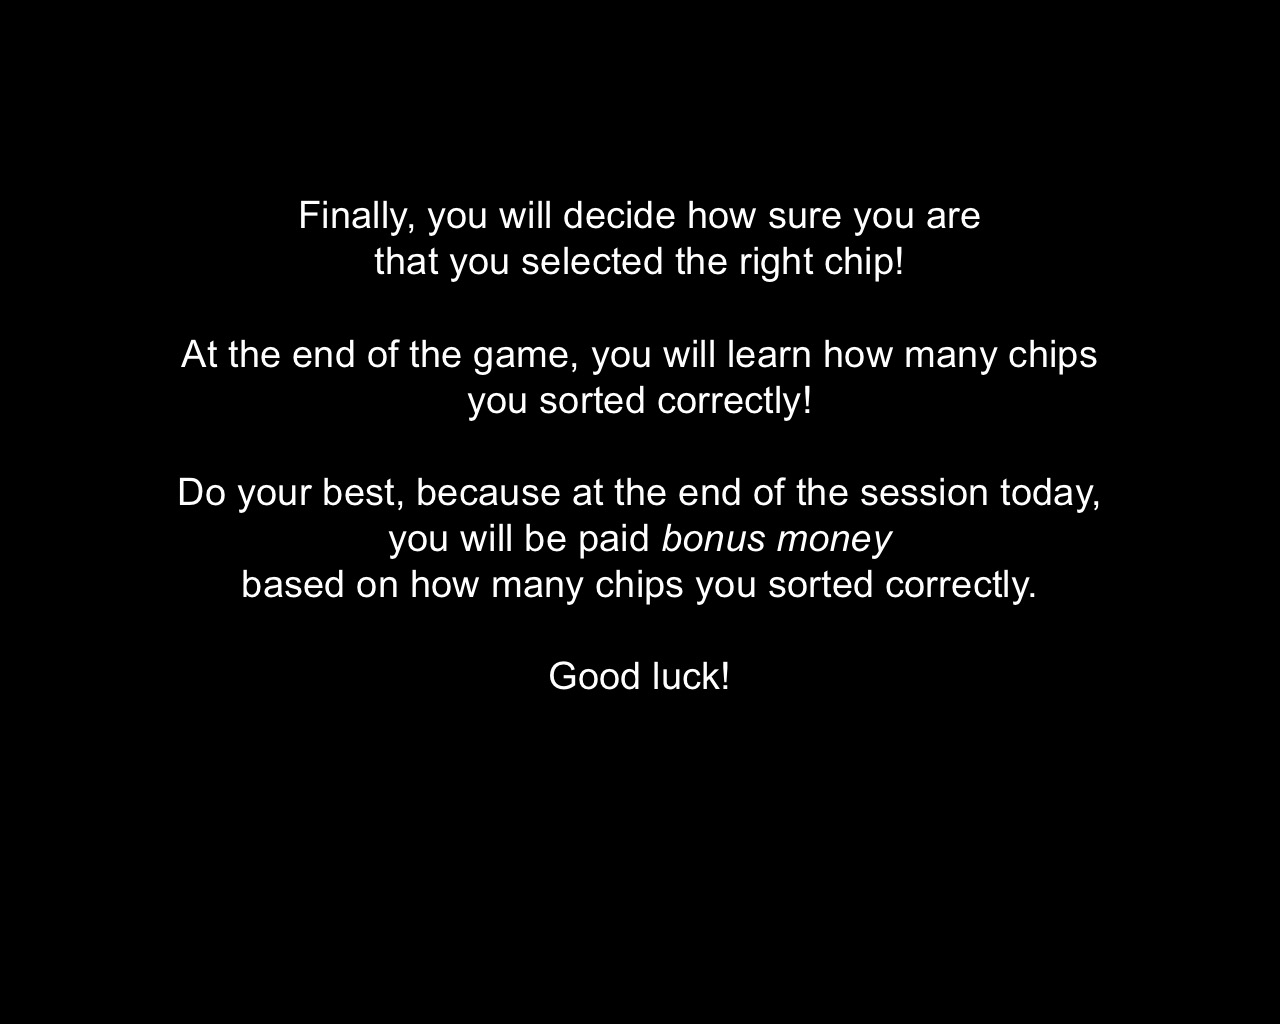 Finally, you will decide how sure you are
that you selected the right chip!
At the end of the game, you will learn how many chips
you sorted correctly!
Do your best, because at the end of the session today,
you will be paid bonus money
based on how many chips you sorted correctly.
Good luck!